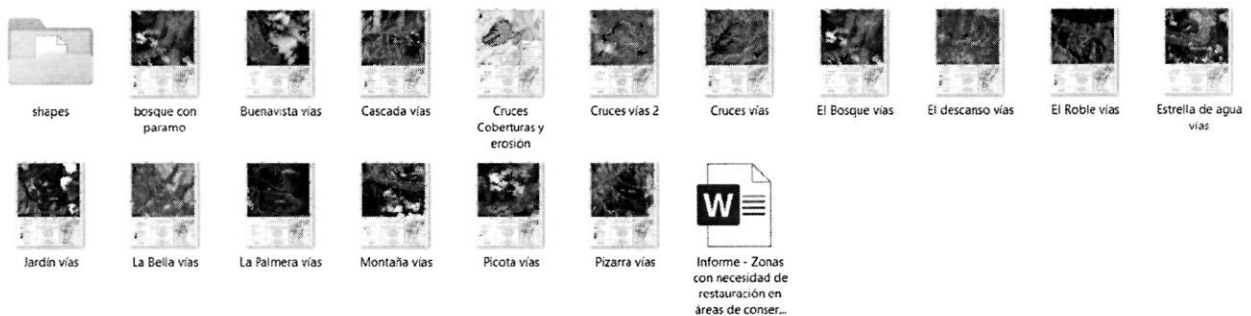 shapes
bosque con
paramo
Buenavista vías
Cascada vías
Cruces
Coberturas y
erosión
Cruces vías 2
Cruces vías
El Bosque vías
El descanso vías
El Roble vías
Estrella de agua
vías
Jardín vías
La Bella vías
La Palmera vías
Montaña vías
Picota vías
Pizarra vías
W
Informe - Zonas
con necesidad de
restauración en
áreas de conser...